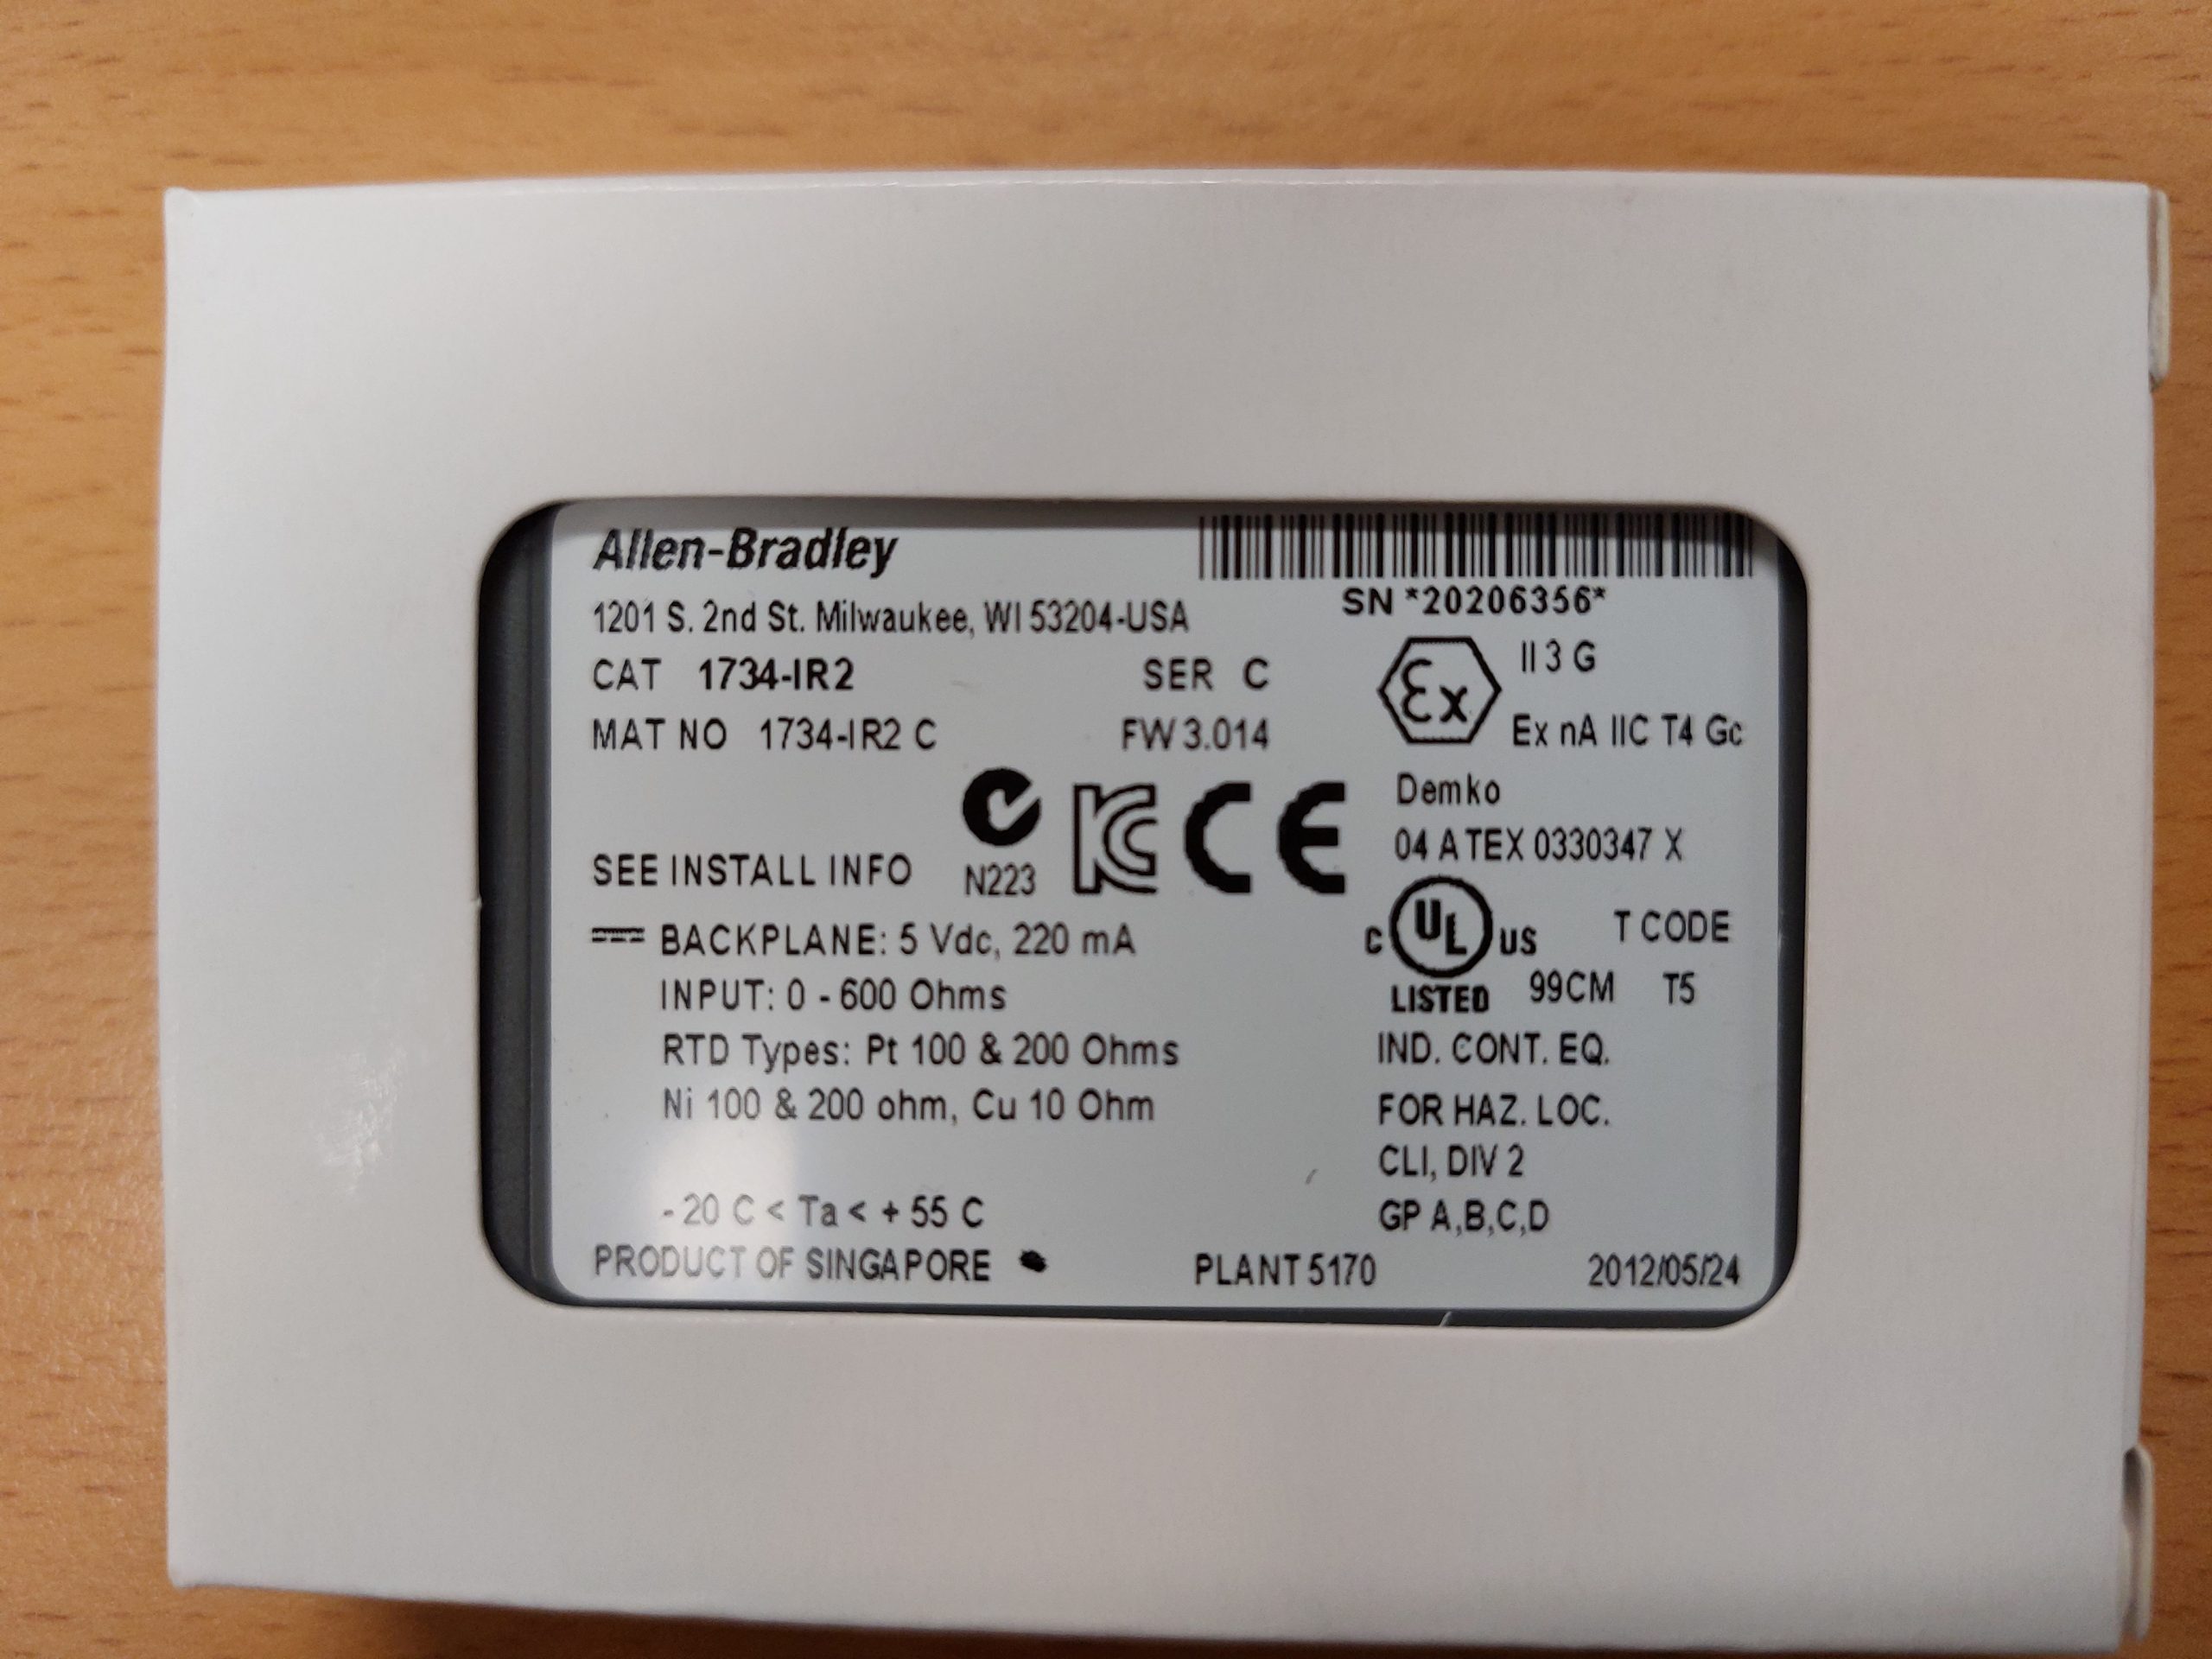 Allen-Bradley
SN *20206356*
1201 S. 2nd St. Milwaukee, WI 53204-USA
CAT 1734-IR2 SER C
MAT NO 1734-IR2 C FW 3.014
Ex II 3 G
Ex nA IIC T4 Gc
Demko
04 ATEX 0330347 X
SEE INSTALL INFO N223 KC CE
C UL US LISTED 99CM
T CODE T5
BACKPLANE: 5 Vdc, 220 mA
INPUT: 0 - 600 Ohms
RTD Types: Pt 100 & 200 Ohms
Ni 100 & 200 ohm, Cu 10 Ohm
IND. CONT. EQ.
FOR HAZ. LOC.
CLI, DIV 2
GP A,B,C,D
- 20 C < Ta < + 55 C
PRODUCT OF SINGAPORE PLANT 5170 2012/05/24